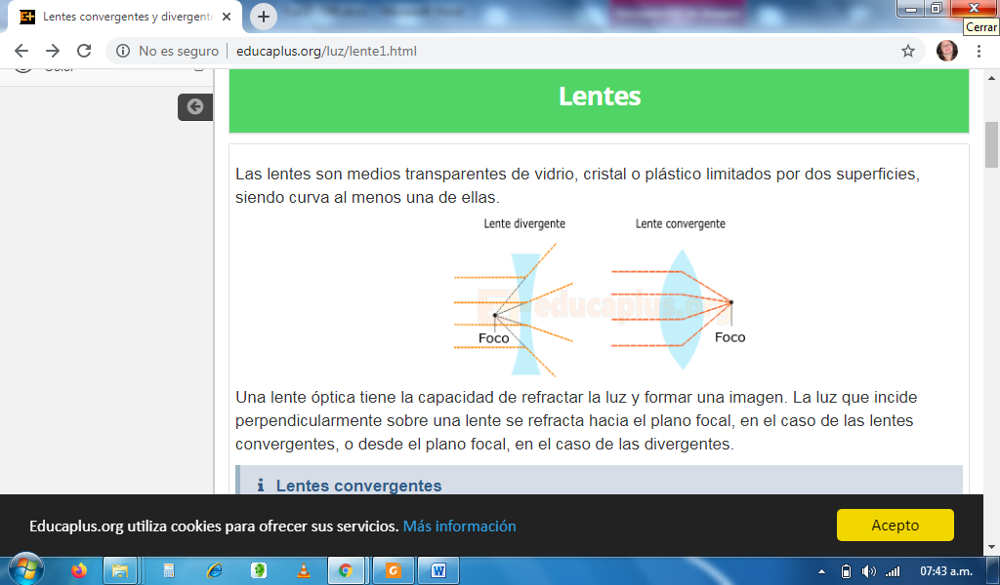 Lentes convergentes y divergente
Cerrar
No es seguro
educaplus.org/luz/lente1.html
Lentes
Las lentes son medios transparentes de vidrio, cristal o plástico limitados por dos superficies,
siendo curva al menos una de ellas.
Lente divergente
Lente convergente
educaplus.org
Foco
Foco
Una lente óptica tiene la capacidad de refractar la luz y formar una imagen. La luz que incide
perpendicularmente sobre una lente se refracta hacia el plano focal, en el caso de las lentes
convergentes, o desde el plano focal, en el caso de las divergentes.
Lentes convergentes
Educaplus.org utiliza cookies para ofrecer sus servicios. Más información
Acepto
07:43 a.m.